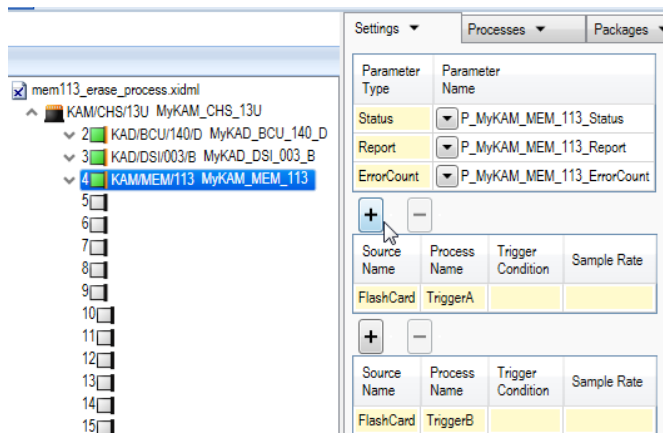 mem113_erase_process.xidml
KAM/CHS/13U MyKAM_CHS_13U
2 KAD/BCU/140/D MyKAD_BCU_140_D
3 KAD/DSI/003/B MyKAD_DSI_003_B
4 KAM/MEM/113 MyKAM_MEM_113
5
6
7
8
9
10
11
12
13
14
15
Settings Processes Packages
Parameter Type Parameter Name
Status P_MyKAM_MEM_113_Status
Report P_MyKAM_MEM_113_Report
ErrorCount P_MyKAM_MEM_113_ErrorCount
+ −
Source Name Process Name Trigger Condition Sample Rate
FlashCard TriggerA
+ −
Source Name Process Name Trigger Condition Sample Rate
FlashCard TriggerB